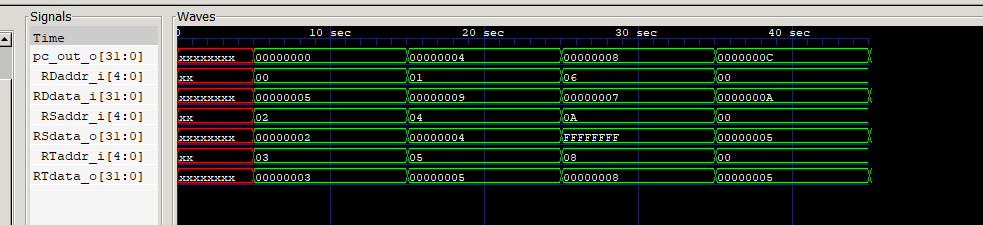 Signals Waves
Time 0 10 sec 20 sec 30 sec 40 sec
pc_out_o[31:0] xxxxxxxx 00000000 00000004 00000008 0000000C
RDaddr_i[4:0] xx 00 01 06 00
RDdata_i[31:0] xxxxxxxx 00000005 00000009 00000007 0000000A
RSaddr_i[4:0] xx 02 04 0A 00
RSdata_o[31:0] xxxxxxxx 00000002 00000004 FFFFFFFF 00000005
RTaddr_i[4:0] xx 03 05 08 00
RTdata_o[31:0] xxxxxxxx 00000003 00000005 00000008 00000005